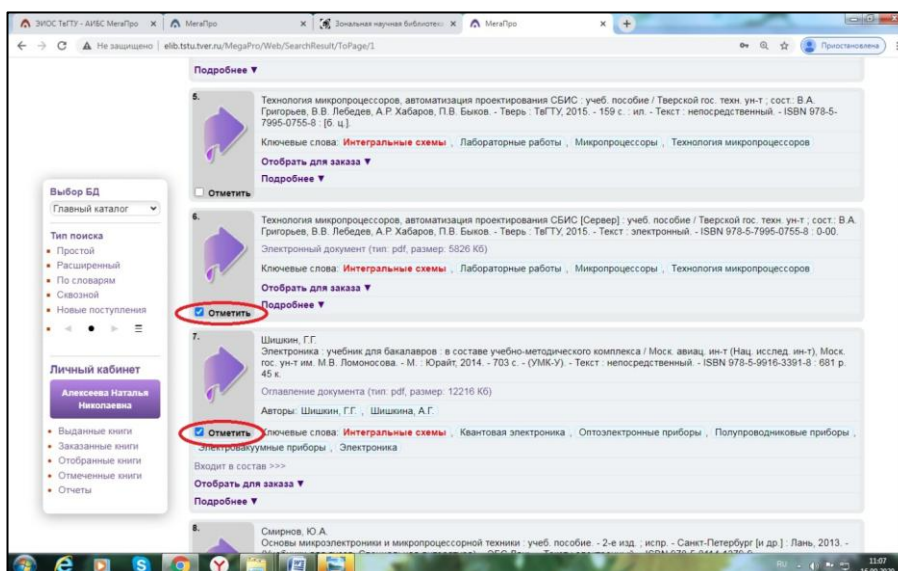 ЭИОС ТвГТУ - АИБС МегаПро
МегаПро
Зональная научная библиотека
МегаПро
Не защищено | elib.tstu.tver.ru/MegaPro/Web/SearchResult/ToPage/1
Приостановлена
Подробнее ▼
5.
Технология микропроцессоров, автоматизация проектирования СБИС : учеб. пособие / Тверской гос. техн. ун-т ; сост.: В.А.
Григорьев, В.В. Лебедев, А.Р. Хабаров, П.В. Быков. - Тверь : ТвГТУ, 2015. - 159 с. : ил. - Текст : непосредственный. - ISBN 978-5-
7995-0755-8 : [б. ц.].
Ключевые слова: Интегральные схемы , Лабораторные работы , Микропроцессоры , Технология микропроцессоров
Отобрать для заказа ▼
Подробнее ▼
Отметить
Выбор БД
Главный каталог
Тип поиска
Простой
Расширенный
По словарям
Сквозной
Новые поступления
6.
Технология микропроцессоров, автоматизация проектирования СБИС [Сервер] : учеб. пособие / Тверской гос. техн. ун-т ; сост.: В.А.
Григорьев, В.В. Лебедев, А.Р. Хабаров, П.В. Быков. - Тверь : ТвГТУ, 2015. - Текст : электронный. - ISBN 978-5-7995-0755-8 : 0-00.
Электронный документ (тип: pdf, размер: 5826 Кб)
Ключевые слова: Интегральные схемы , Лабораторные работы , Микропроцессоры , Технология микропроцессоров
Отобрать для заказа ▼
Подробнее ▼
Отметить
7.
Шишкин, Г.Г.
Электроника : учебник для бакалавров : в составе учебно-методического комплекса / Моск. авиац. ин-т (Нац. исслед. ин-т), Моск.
гос. ун-т им. М.В. Ломоносова. - М. : Юрайт, 2014. - 703 с. - (УМК-У). - Текст : непосредственный. - ISBN 978-5-9916-3391-8 : 681 р.
45 к.
Оглавление документа (тип: pdf, размер: 12216 Кб)
Авторы: Шишкин, Г.Г. , Шишкина, А.Г.
Отметить
Ключевые слова: Интегральные схемы , Квантовая электроника , Оптоэлектронные приборы , Полупроводниковые приборы ,
Электровакуумные приборы , Электроника
Входит в состав >>>
Отобрать для заказа ▼
Подробнее ▼
Личный кабинет
Алексеева Наталья
Николаевна
Выданные книги
Заказанные книги
Отобранные книги
Отмеченные книги
Отчеты
8.
Смирнов, Ю.А.
Основы микроэлектроники и микропроцессорной техники : учеб. пособие. - 2-е изд. ; испр. - Санкт-Петербург [и др.] : Лань, 2013. -
RU
11:07